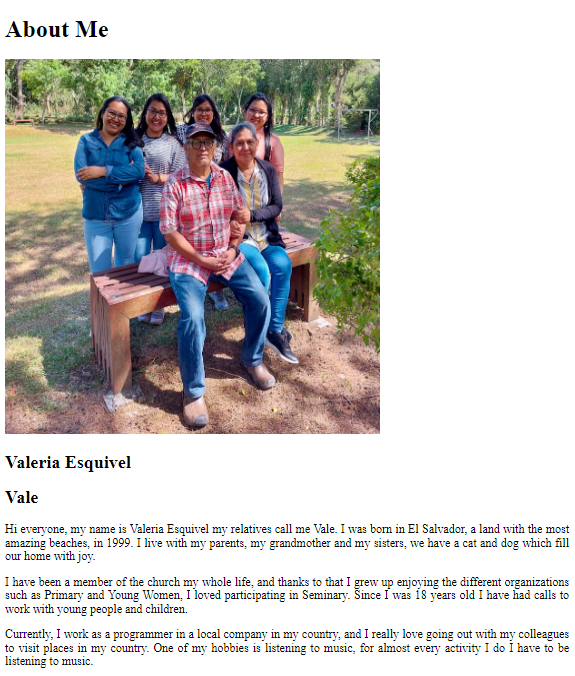 About Me
Valeria Esquivel
Vale
Hi everyone, my name is Valeria Esquivel my relatives call me Vale. I was born in El Salvador, a land with the most
amazing beaches, in 1999. I live with my parents, my grandmother and my sisters, we have a cat and dog which fill
our home with joy.
I have been a member of the church my whole life, and thanks to that I grew up enjoying the different organizations
such as Primary and Young Women, I loved participating in Seminary. Since I was 18 years old I have had calls to
work with young people and children.
Currently, I work as a programmer in a local company in my country, and I really love going out with my colleagues
to visit places in my country. One of my hobbies is listening to music, for almost every activity I do I have to be
listening to music.